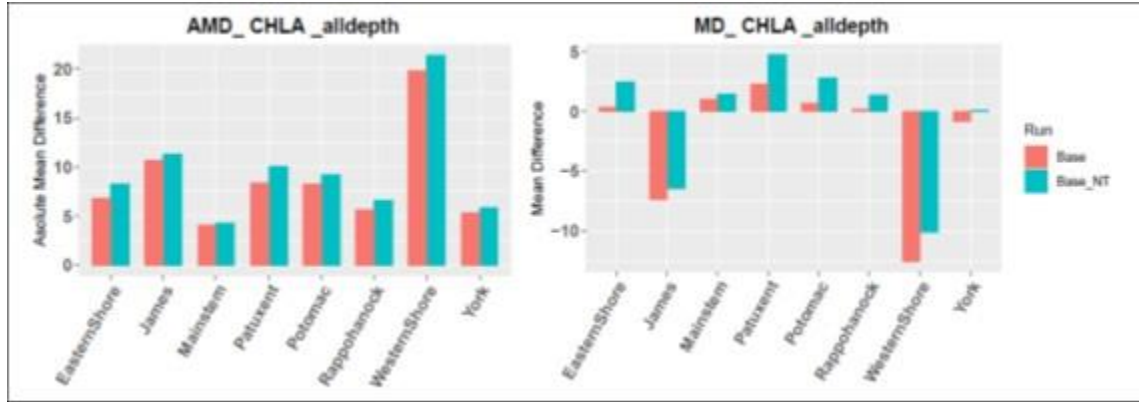 AMD_ CHLA _alldepth
Asolute Mean Difference
20
15
10
5
0
EasternShore
James
Mainstem
Patuxent
Potomac
Rappohanock
WesternShore
York
MD_ CHLA _alldepth
Mean Difference
5
0
−5
−10
EasternShore
James
Mainstem
Patuxent
Potomac
Rappohanock
WesternShore
York
Run
Base
Base_NT